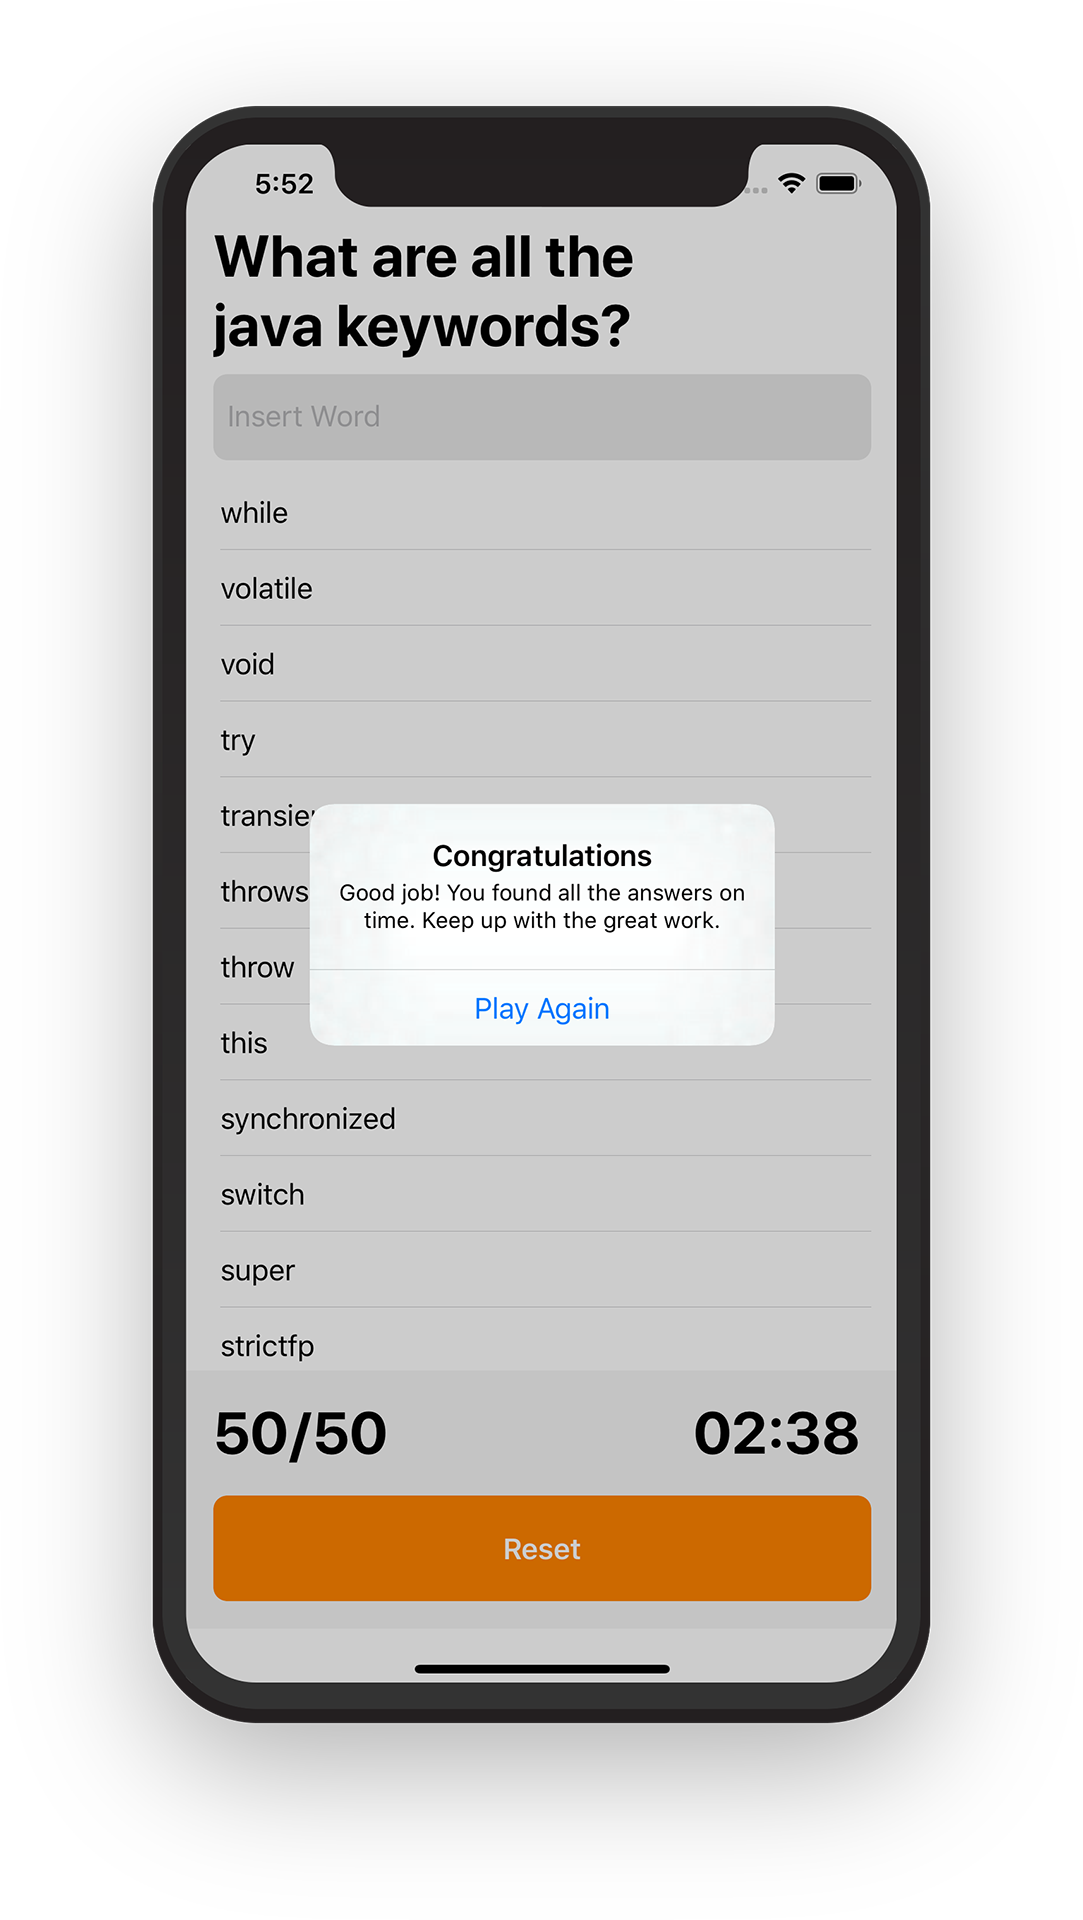 5:52
What are all the
java keywords?
Insert Word
while
volatile
void
try
Congratulations
Good job! You found all the answers on
time. Keep up with the great work.
Play Again
throws
throw
this
synchronized
switch
super
strictfp
50/50
02:38
Reset